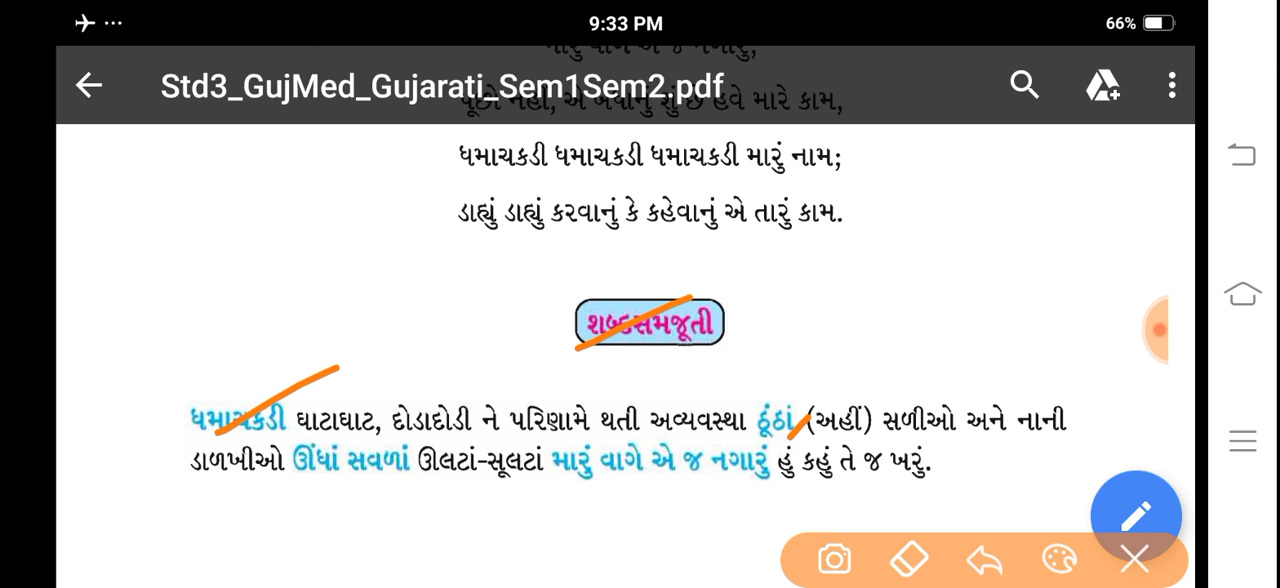 9:33 PM
66%
Std3_GujMed_Gujarati_Sem1Sem2.pdf
ધમાચકડી ધમાચકડી ધમાચકડી મારું નામ;
ડાહ્યું ડાહ્યું કરવાનું કે કહેવાનું એ તારું કામ.
શબ્દસમજૂતી
ધમાચકડી ધાટાઘાટ, દોડાદોડી ને પરિણામે થતી અવ્યવસ્થા ઠૂંઠાં (અહીં) સળીઓ અને નાની
ડાળખીઓ ઊંધાં સવળાં ઊલટાં-સૂલટાં મારું વાગે એ જ નગારું હું કહું તે જ ખરું.